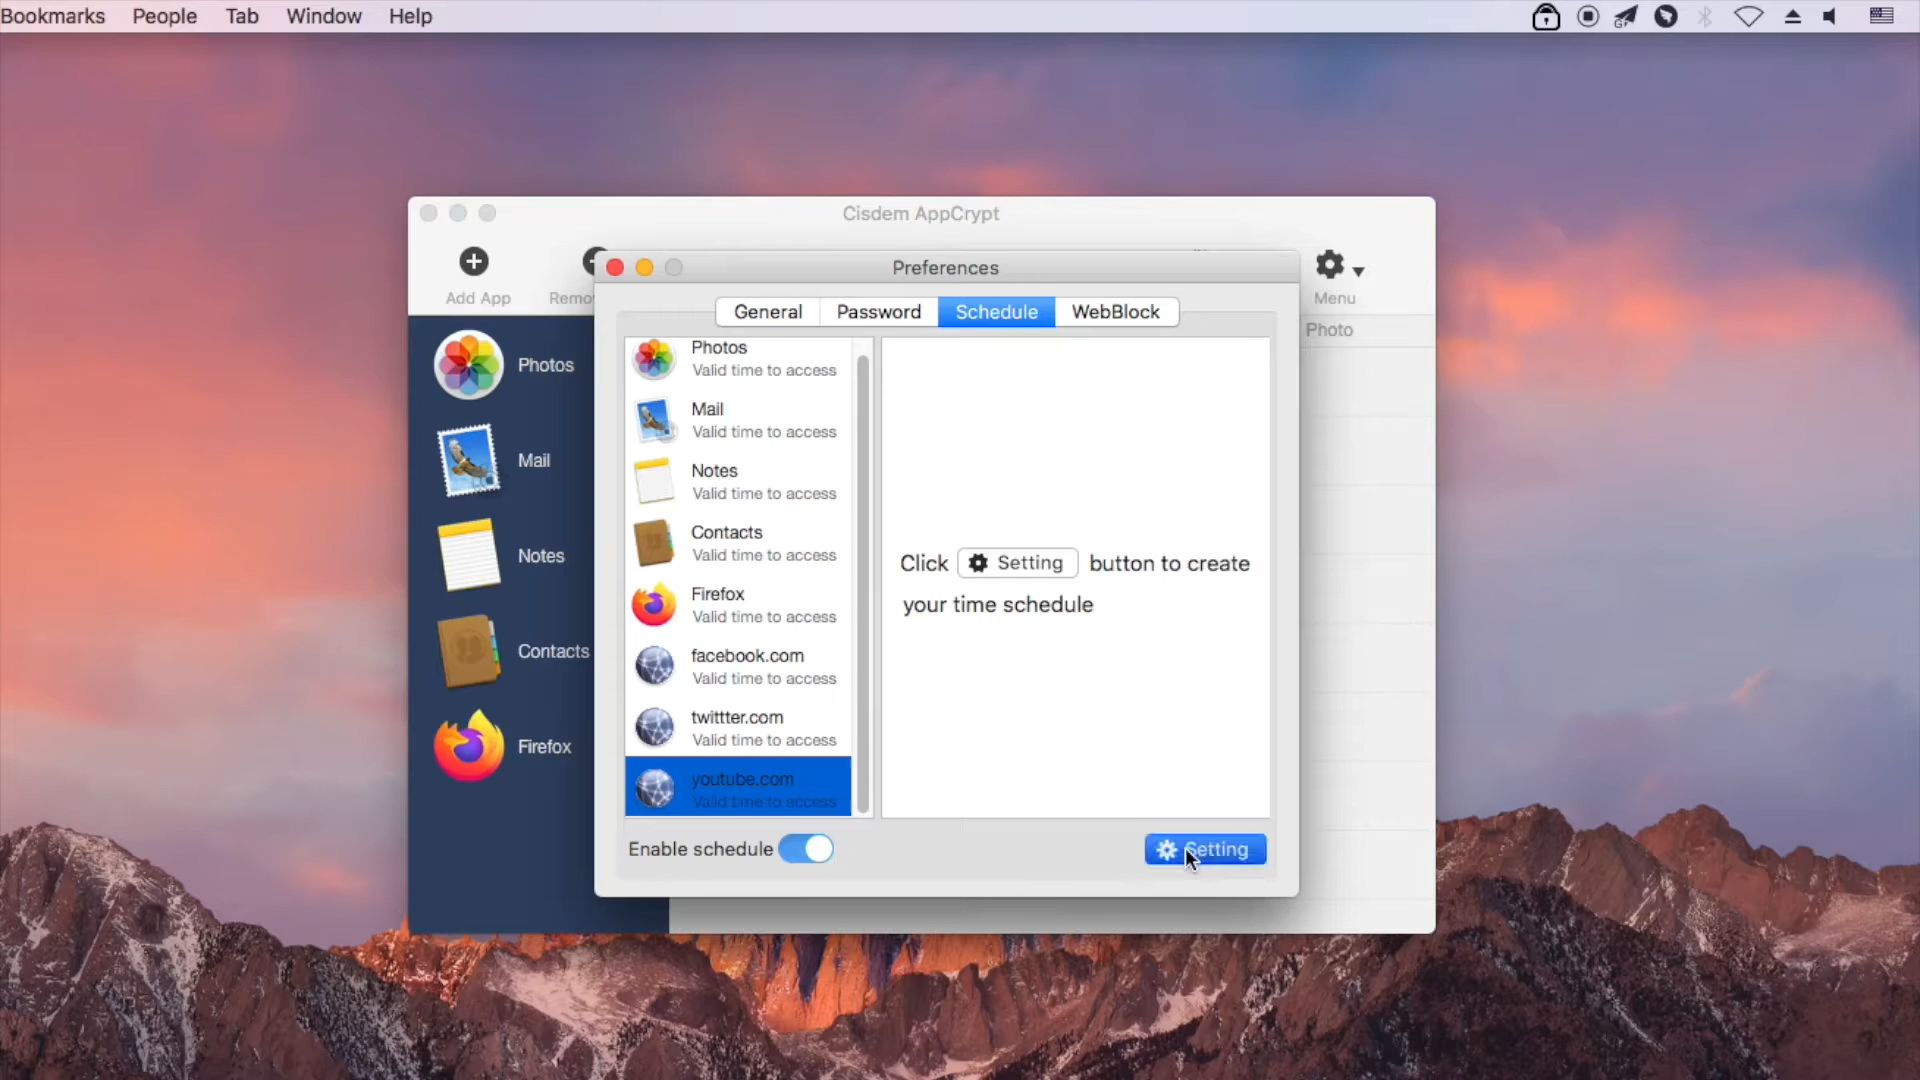 Bookmarks People Tab Window Help
Cisdem AppCrypt
Add App
Remo
Menu
Photo
Photos
Mail
Notes
Contacts
Firefox
Preferences
General Password Schedule WebBlock
Photos
Valid time to access
Mail
Valid time to access
Notes
Valid time to access
Contacts
Valid time to access
Firefox
Valid time to access
facebook.com
Valid time to access
twittter.com
Valid time to access
youtube.com
Valid time to access
Click Setting button to create
your time schedule
Enable schedule
Setting